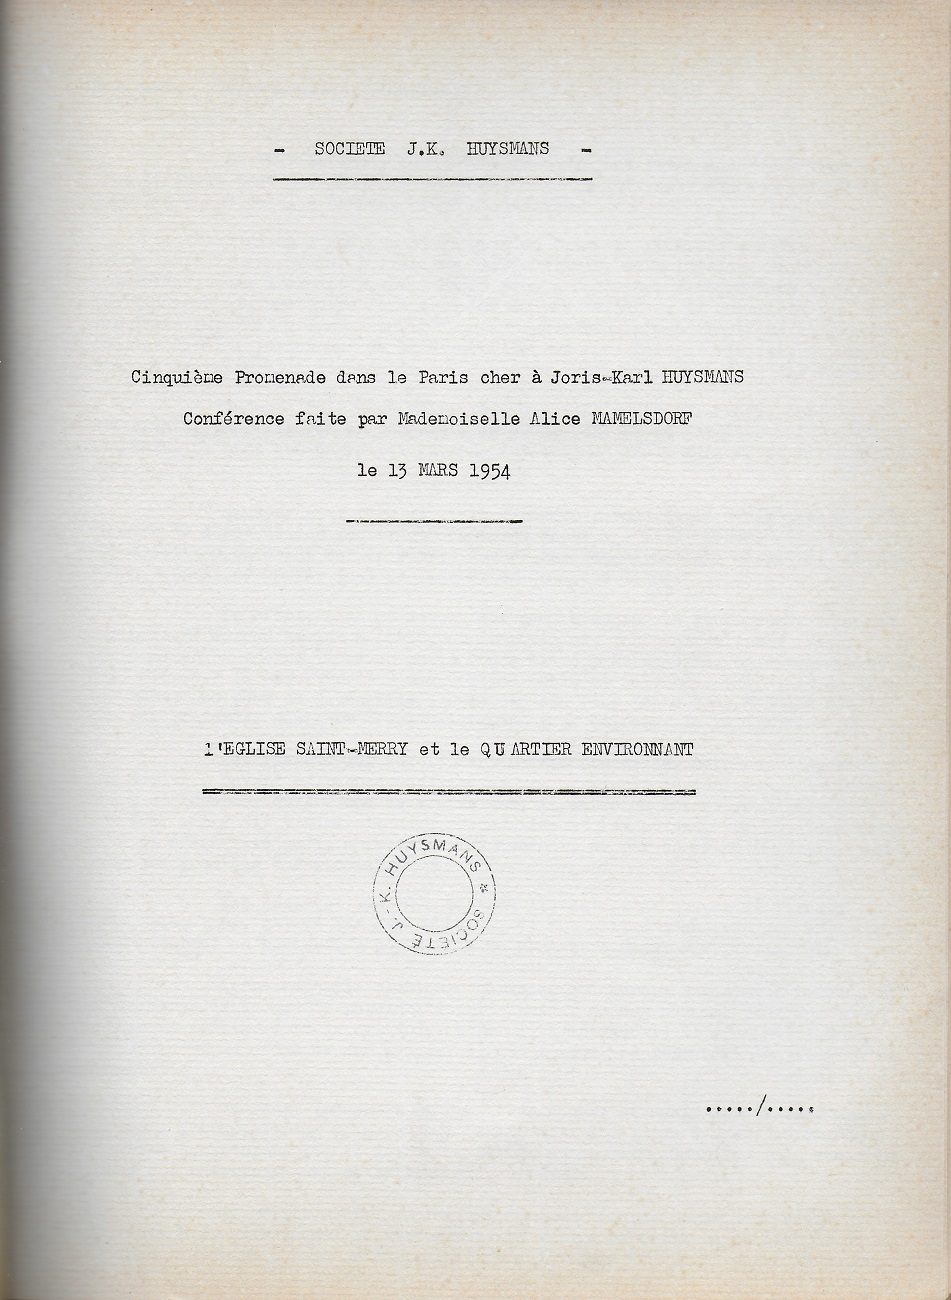 - SOCIETE J.K. HUYSMANS -
Cinquième Promenade dans le Paris cher à Joris-Karl HUYSMANS
Conférence faite par Mademoiselle Alice MAMELSDORF
le 13 MARS 1954
l'EGLISE SAINT-MERRY et le QUARTIER ENVIRONNANT
SOCIETÉ J.-K. HUYSMANS *
...../.....